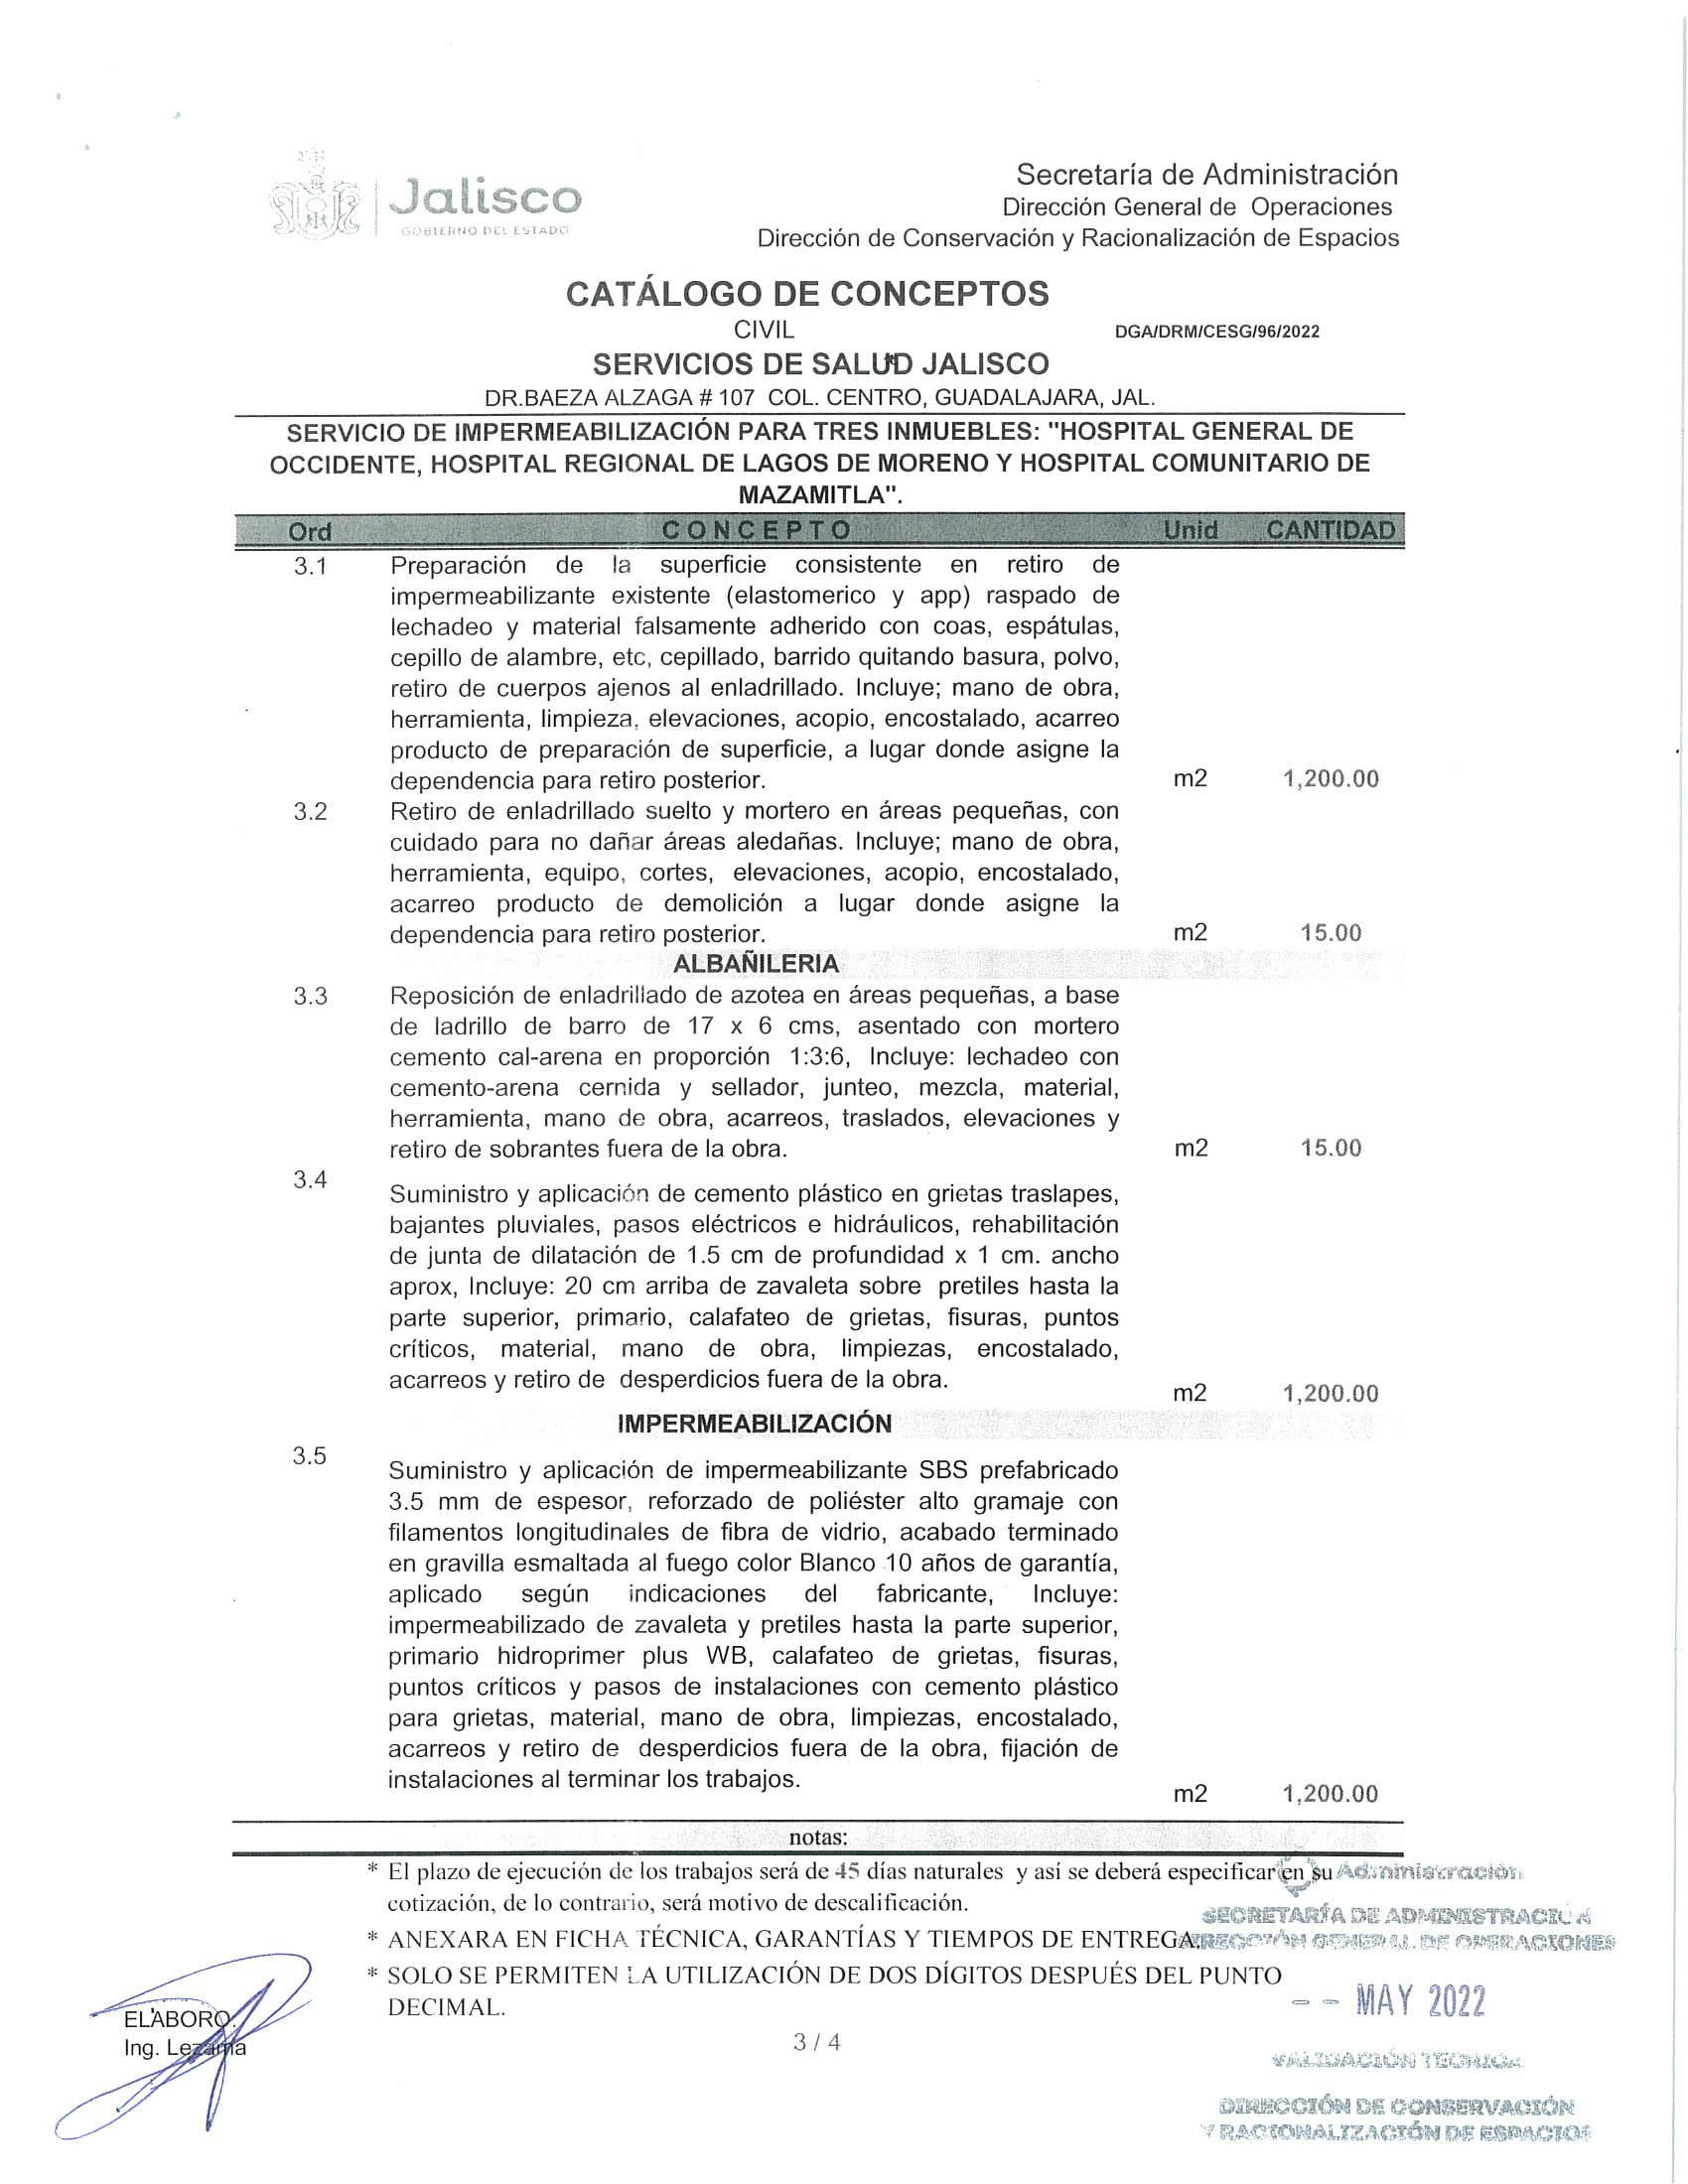 Jalisco
GOBIERNO DEL ESTADO
Secretaría de Administración
Dirección General de Operaciones
Dirección de Conservación y Racionalización de Espacios
CATÁLOGO DE CONCEPTOS
CIVIL
DGA/DRM/CESG/96/2022
SERVICIOS DE SALUD JALISCO
DR.BAEZA ALZAGA # 107 COL. CENTRO, GUADALAJARA, JAL.
SERVICIO DE IMPERMEABILIZACIÓN PARA TRES INMUEBLES: "HOSPITAL GENERAL DE
OCCIDENTE, HOSPITAL REGIONAL DE LAGOS DE MORENO Y HOSPITAL COMUNITARIO DE
MAZAMITLA".
Ord CONCEPTO Unid CANTIDAD
3.1 Preparación de la superficie consistente en retiro de
impermeabilizante existente (elastomerico y app) raspado de
lechadeo y material falsamente adherido con coas, espátulas,
cepillo de alambre, etc, cepillado, barrido quitando basura, polvo,
retiro de cuerpos ajenos al enladrillado. Incluye; mano de obra,
herramienta, limpieza, elevaciones, acopio, encostalado, acarreo
producto de preparación de superficie, a lugar donde asigne la
dependencia para retiro posterior. m2 1,200.00
3.2 Retiro de enladrillado suelto y mortero en áreas pequeñas, con
cuidado para no dañar áreas aledañas. Incluye; mano de obra,
herramienta, equipo, cortes, elevaciones, acopio, encostalado,
acarreo producto de demolición a lugar donde asigne la
dependencia para retiro posterior. m2 15.00
ALBAÑILERIA
3.3 Reposición de enladrillado de azotea en áreas pequeñas, a base
de ladrillo de barro de 17 x 6 cms, asentado con mortero
cemento cal-arena en proporción 1:3:6, Incluye: lechadeo con
cemento-arena cernida y sellador, junteo, mezcla, material,
herramienta, mano de obra, acarreos, traslados, elevaciones y
retiro de sobrantes fuera de la obra. m2 15.00
3.4
Suministro y aplicación de cemento plástico en grietas traslapes,
bajantes pluviales, pasos eléctricos e hidráulicos, rehabilitación
de junta de dilatación de 1.5 cm de profundidad x 1 cm. ancho
aprox, Incluye: 20 cm arriba de zavaleta sobre pretiles hasta la
parte superior, primario, calafateo de grietas, fisuras, puntos
críticos, material, mano de obra, limpiezas, encostalado,
acarreos y retiro de desperdicios fuera de la obra. m2 1,200.00
IMPERMEABILIZACIÓN
3.5
Suministro y aplicación de impermeabilizante SBS prefabricado
3.5 mm de espesor, reforzado de poliéster alto gramaje con
filamentos longitudinales de fibra de vidrio, acabado terminado
en gravilla esmaltada al fuego color Blanco 10 años de garantía,
aplicado según indicaciones del fabricante, Incluye:
impermeabilizado de zavaleta y pretiles hasta la parte superior,
primario hidroprimer plus WB, calafateo de grietas, fisuras,
puntos críticos y pasos de instalaciones con cemento plástico
para grietas, material, mano de obra, limpiezas, encostalado,
acarreos y retiro de desperdicios fuera de la obra, fijación de
instalaciones al terminar los trabajos. m2 1,200.00
notas:
* El plazo de ejecución de los trabajos será de 45 días naturales y así se deberá especificar en su
cotización, de lo contrario, será motivo de descalificación.
* ANEXARA EN FICHA TÉCNICA, GARANTÍAS Y TIEMPOS DE ENTREGA.
* SOLO SE PERMITEN LA UTILIZACIÓN DE DOS DÍGITOS DESPUÉS DEL PUNTO
DECIMAL.
Administración
SECRETARÍA DE ADMINISTRACIÓN
DIRECCIÓN GENERAL DE OPERACIONES
-- MAY 2022
VALIDACIÓN TECNICA
DIRECCIÓN DE CONSERVACIÓN
Y RACIONALIZACIÓN DE ESPACIOS
ELABORO.
Ing. Lezama
3 / 4